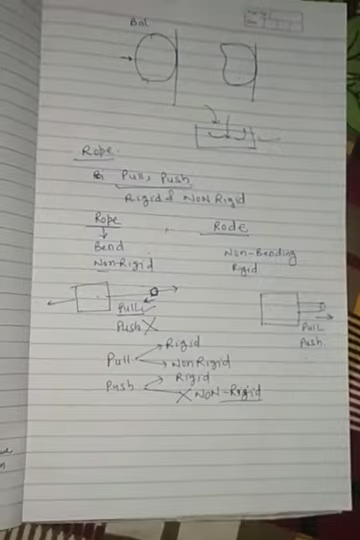 Bal
Rope
Pull, Push
Rigid & NON Rigid
Rope
Rode
Bend
Non-Rigid
Non-Bending
Rigid
Pull
Push
Pull
Push
Pull
Rigid
Non Rigid
Push
Rigid
NON-Rigid